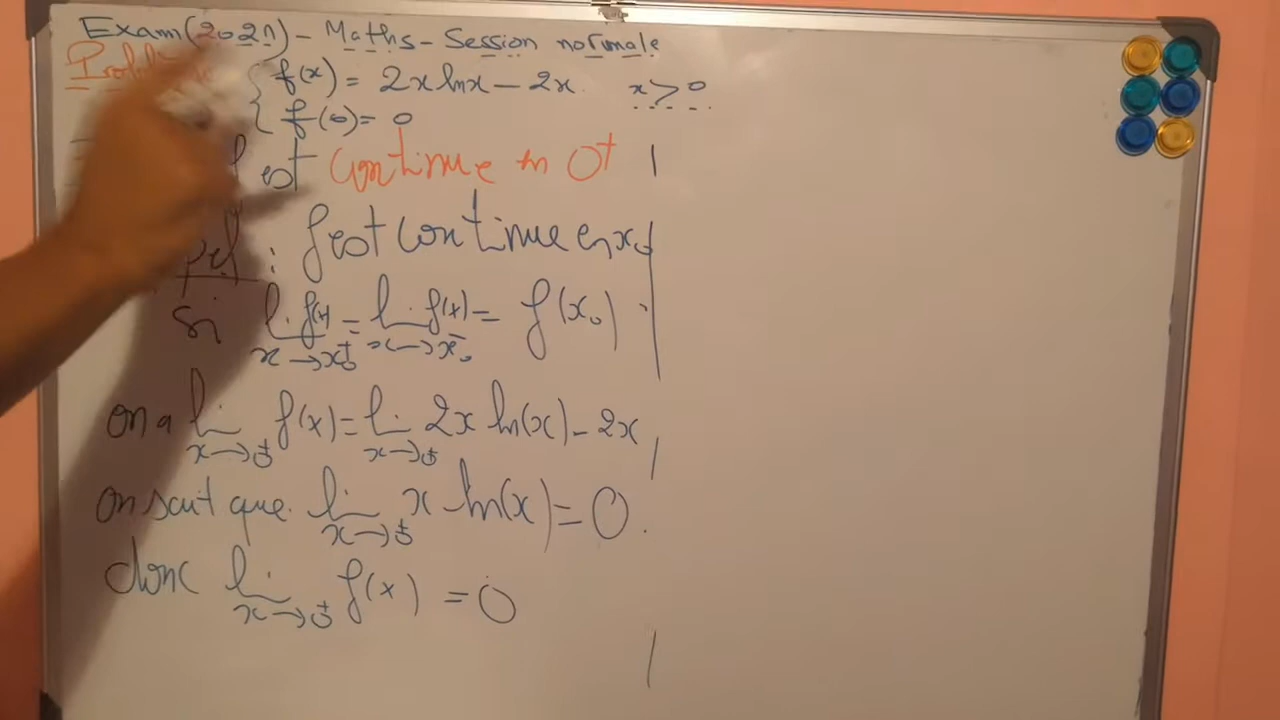 Exam(2021) - Maths - Session normale
f(x) = 2x ln x - 2x x > 0
f(0) = 0
est continue en 0+
Def : f est continue en x0
si lim x→x0+ f(x) = lim x→x0- f(x) = f(x0)
on a lim x→0+ f(x) = lim x→0+ 2x ln(x) - 2x
on sait que lim x→0+ x ln(x) = 0.
donc lim x→0+ f(x) = 0